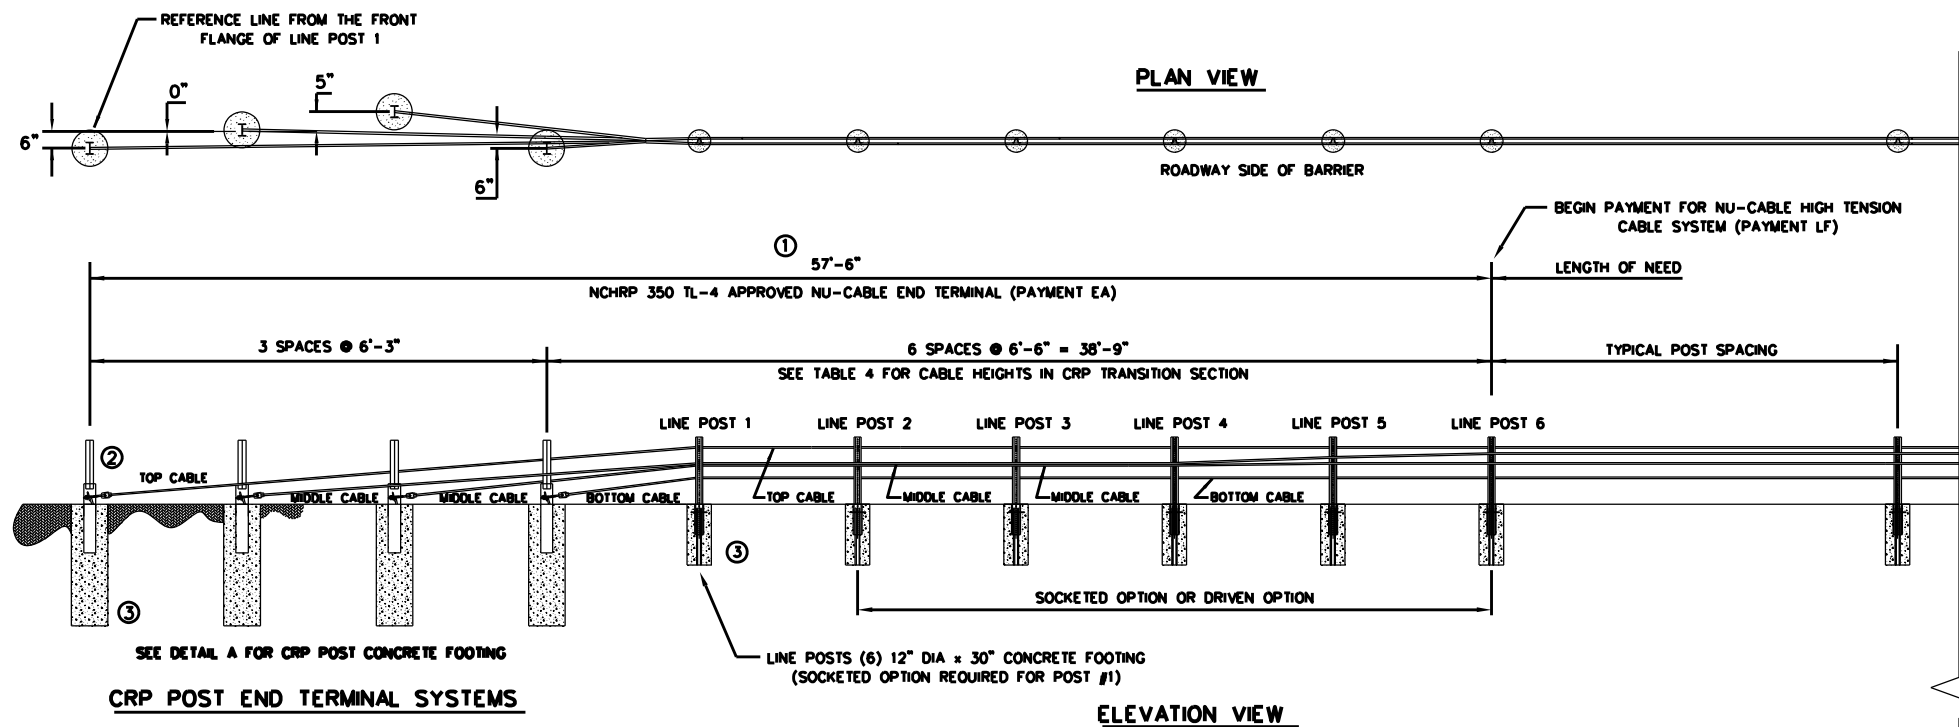 REFERENCE LINE FROM THE FRONT
FLANGE OF LINE POST 1
PLAN VIEW
5"
0"
6"
6"
ROADWAY SIDE OF BARRIER
BEGIN PAYMENT FOR NU-CABLE HIGH TENSION
CABLE SYSTEM (PAYMENT LF)
1
57'-6"
LENGTH OF NEED
NCHRP 350 TL-4 APPROVED NU-CABLE END TERMINAL (PAYMENT EA)
3 SPACES @ 6'-3"
6 SPACES @ 6'-6" = 38'-9"
TYPICAL POST SPACING
SEE TABLE 4 FOR CABLE HEIGHTS IN CRP TRANSITION SECTION
LINE POST 1
LINE POST 2
LINE POST 3
LINE POST 4
LINE POST 5
LINE POST 6
2
TOP CABLE
MIDDLE CABLE
MIDDLE CABLE
BOTTOM CABLE
TOP CABLE
MIDDLE CABLE
MIDDLE CABLE
BOTTOM CABLE
3
3
SOCKETED OPTION OR DRIVEN OPTION
SEE DETAIL A FOR CRP POST CONCRETE FOOTING
LINE POSTS (6) 12" DIA x 30" CONCRETE FOOTING
(SOCKETED OPTION REQUIRED FOR POST #1)
CRP POST END TERMINAL SYSTEMS
ELEVATION VIEW